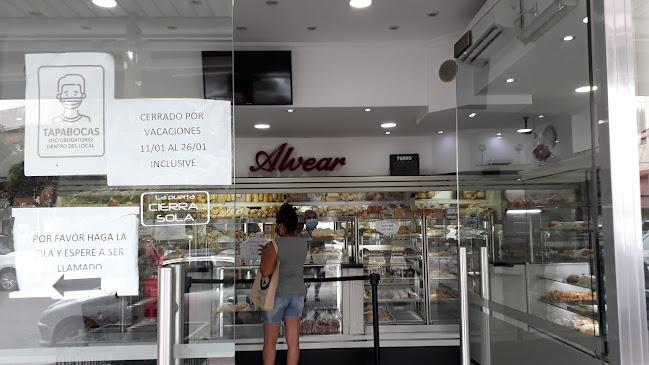 TAPABOCAS
USO OBLIGATORIO
DENTRO DEL LOCAL
CERRADO POR
VACACIONES
11/01 AL 26/01
INCLUSIVE
La puerta
CIERRA
SOLA
POR FAVOR HAGA LA
FILA Y ESPERE A SER
LLAMADO
Alvear
TURNO